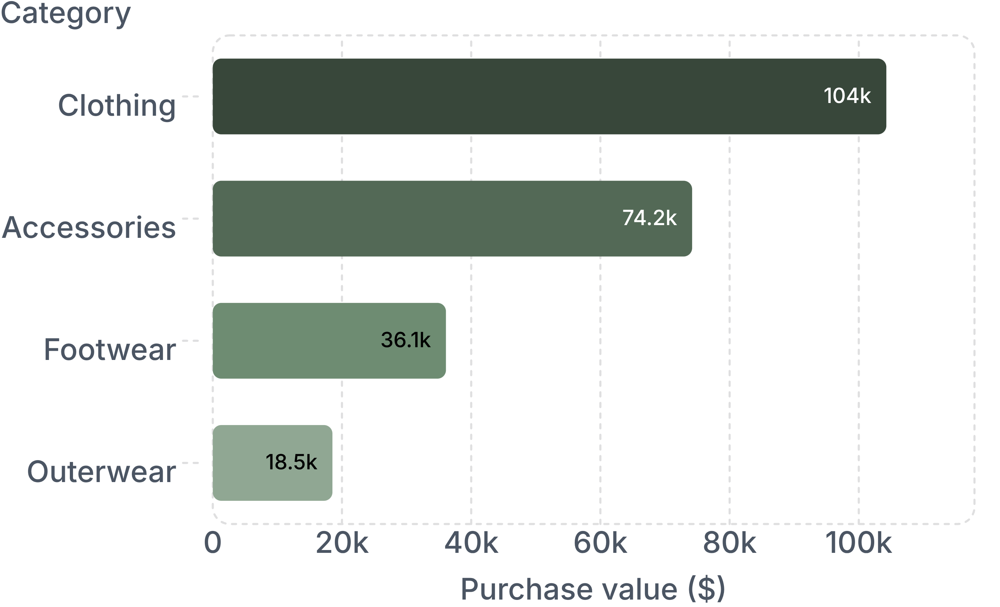 Category
Clothing
104k
Accessories
74.2k
Footwear
36.1k
Outerwear
18.5k
0 20k 40k 60k 80k 100k
Purchase value ($)